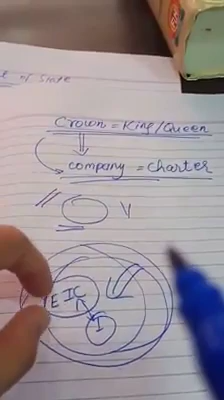 of State
Crown = King/Queen
company = Charter
V
EIC
I